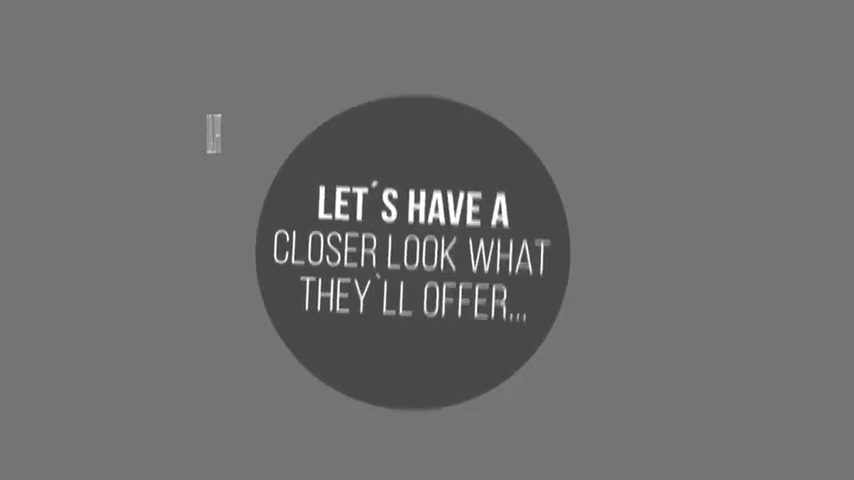 LET´S HAVE A
CLOSER LOOK WHAT
THEY`LL OFFER...